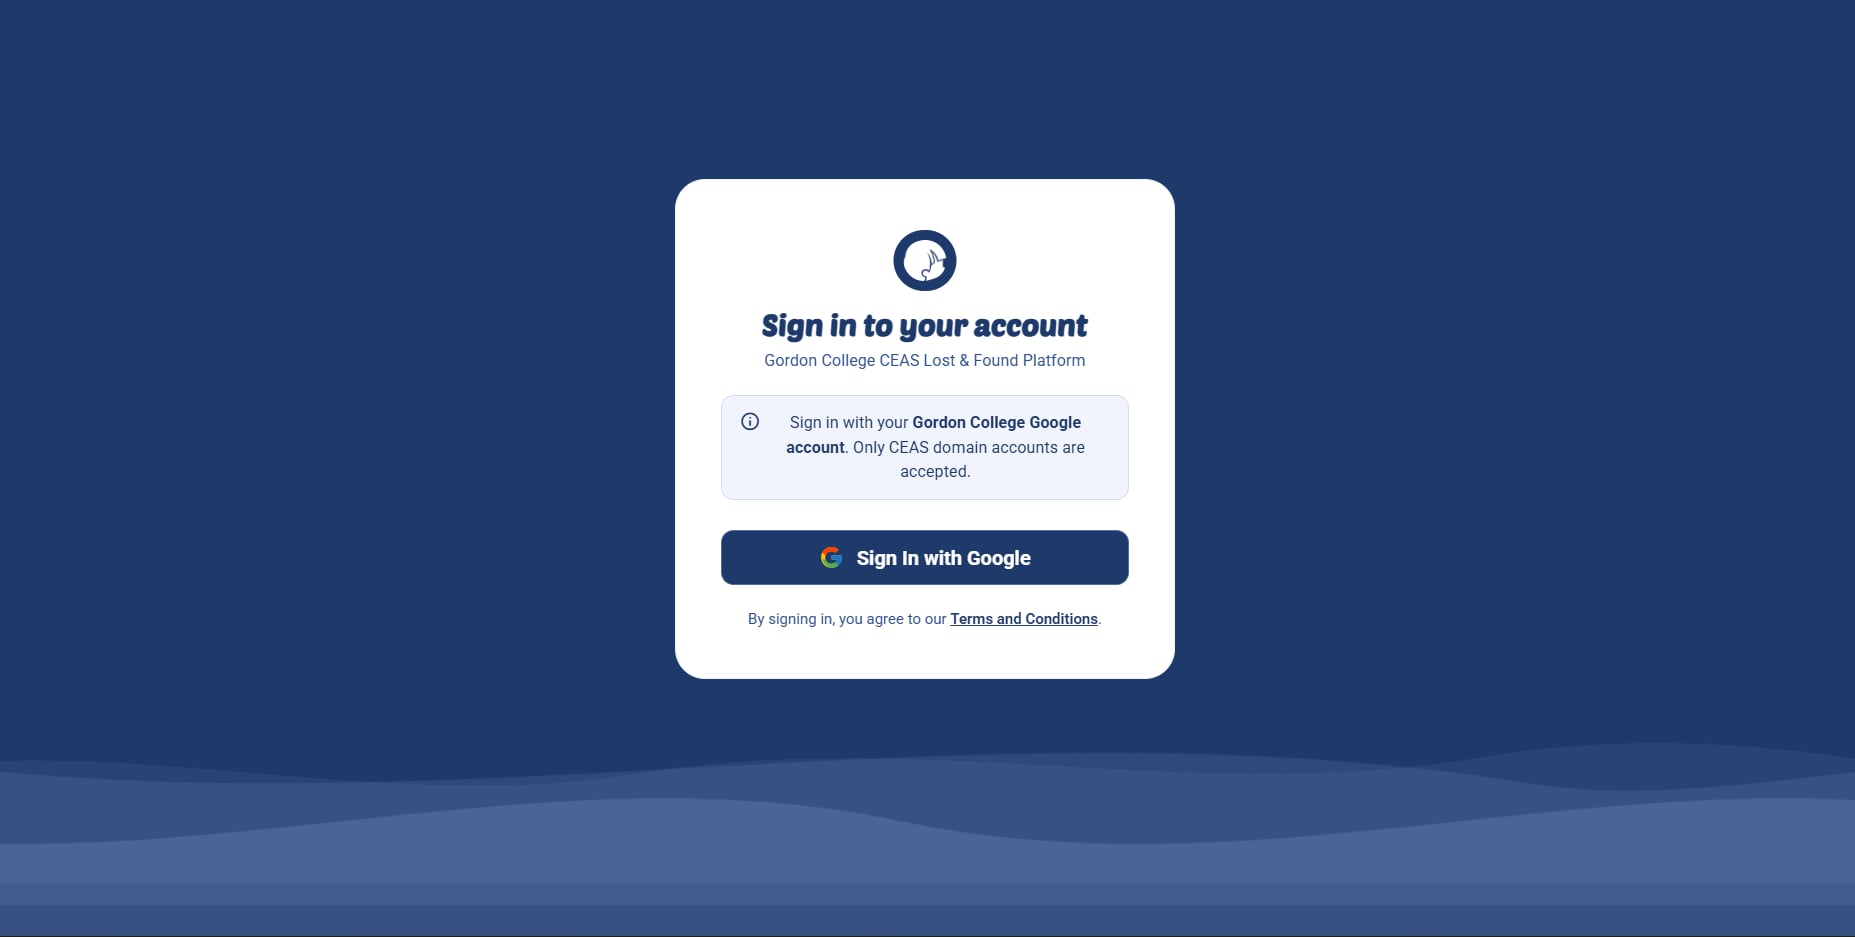 Sign in to your account
Gordon College CEAS Lost & Found Platform
Sign in with your Gordon College Google
account. Only CEAS domain accounts are
accepted.
Sign In with Google
By signing in, you agree to our Terms and Conditions.